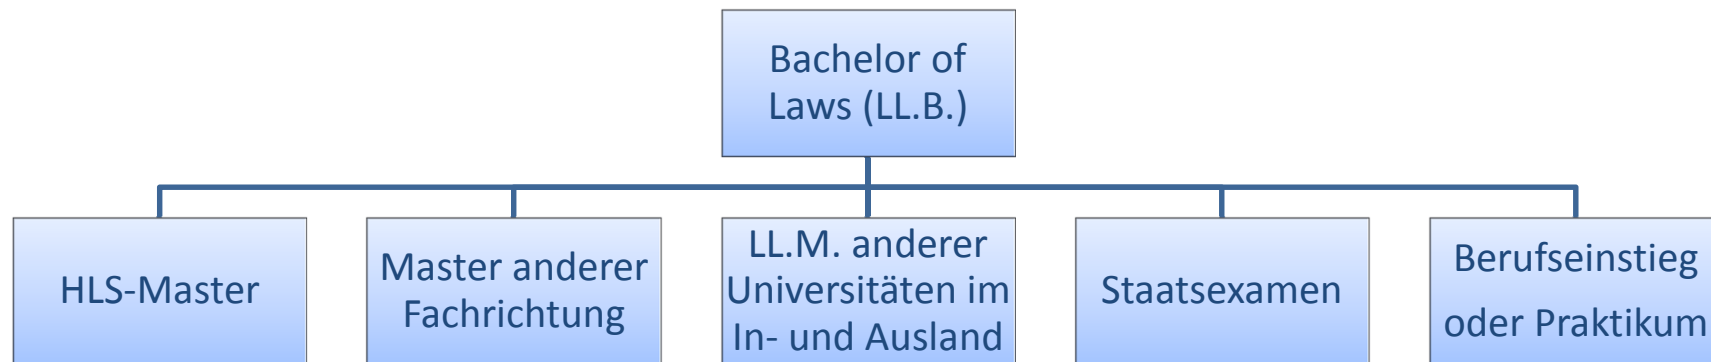 Bachelor of
Laws (LL.B.)
HLS-Master
Master anderer
Fachrichtung
LL.M. anderer
Universitäten im
In- und Ausland
Staatsexamen
Berufseinstieg
oder Praktikum